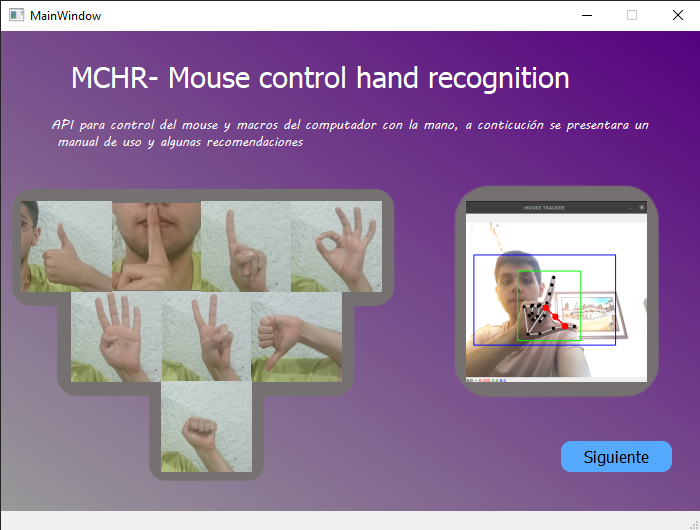 MainWindow
MCHR- Mouse control hand recognition
API para control del mouse y macros del computador con la mano, a conticución se presentara un
manual de uso y algunas recomendaciones
MOUSE TRACKER
Siguiente